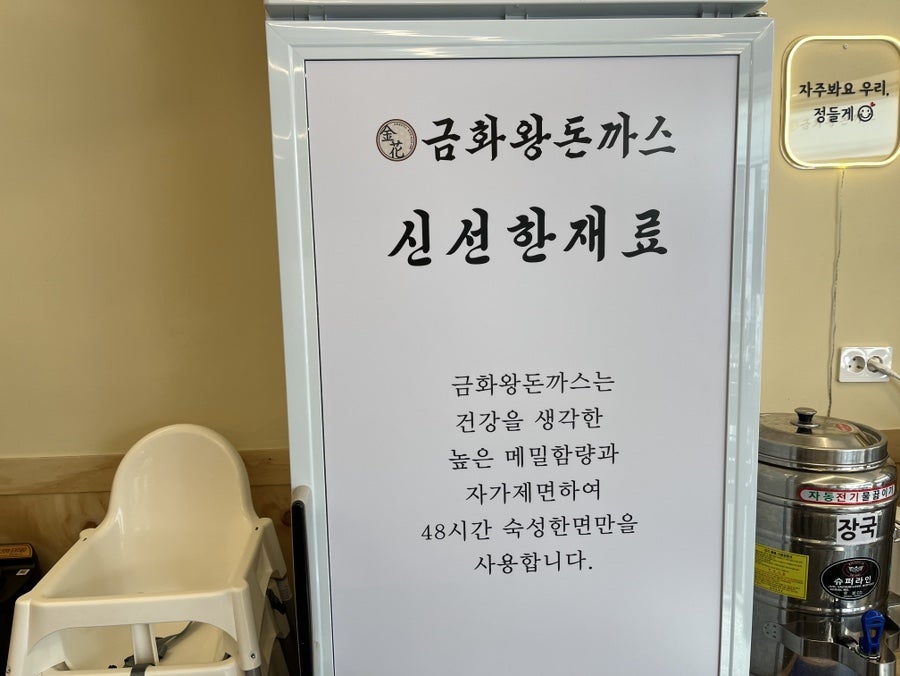 金花
금화왕돈까스
신선한재료
금화왕돈까스는
건강을 생각한
높은 메밀함량과
자가제면하여
48시간 숙성한면만을
사용합니다.
자주봐요 우리,
정들게
자동전기물끓이기
장국
슈퍼라인